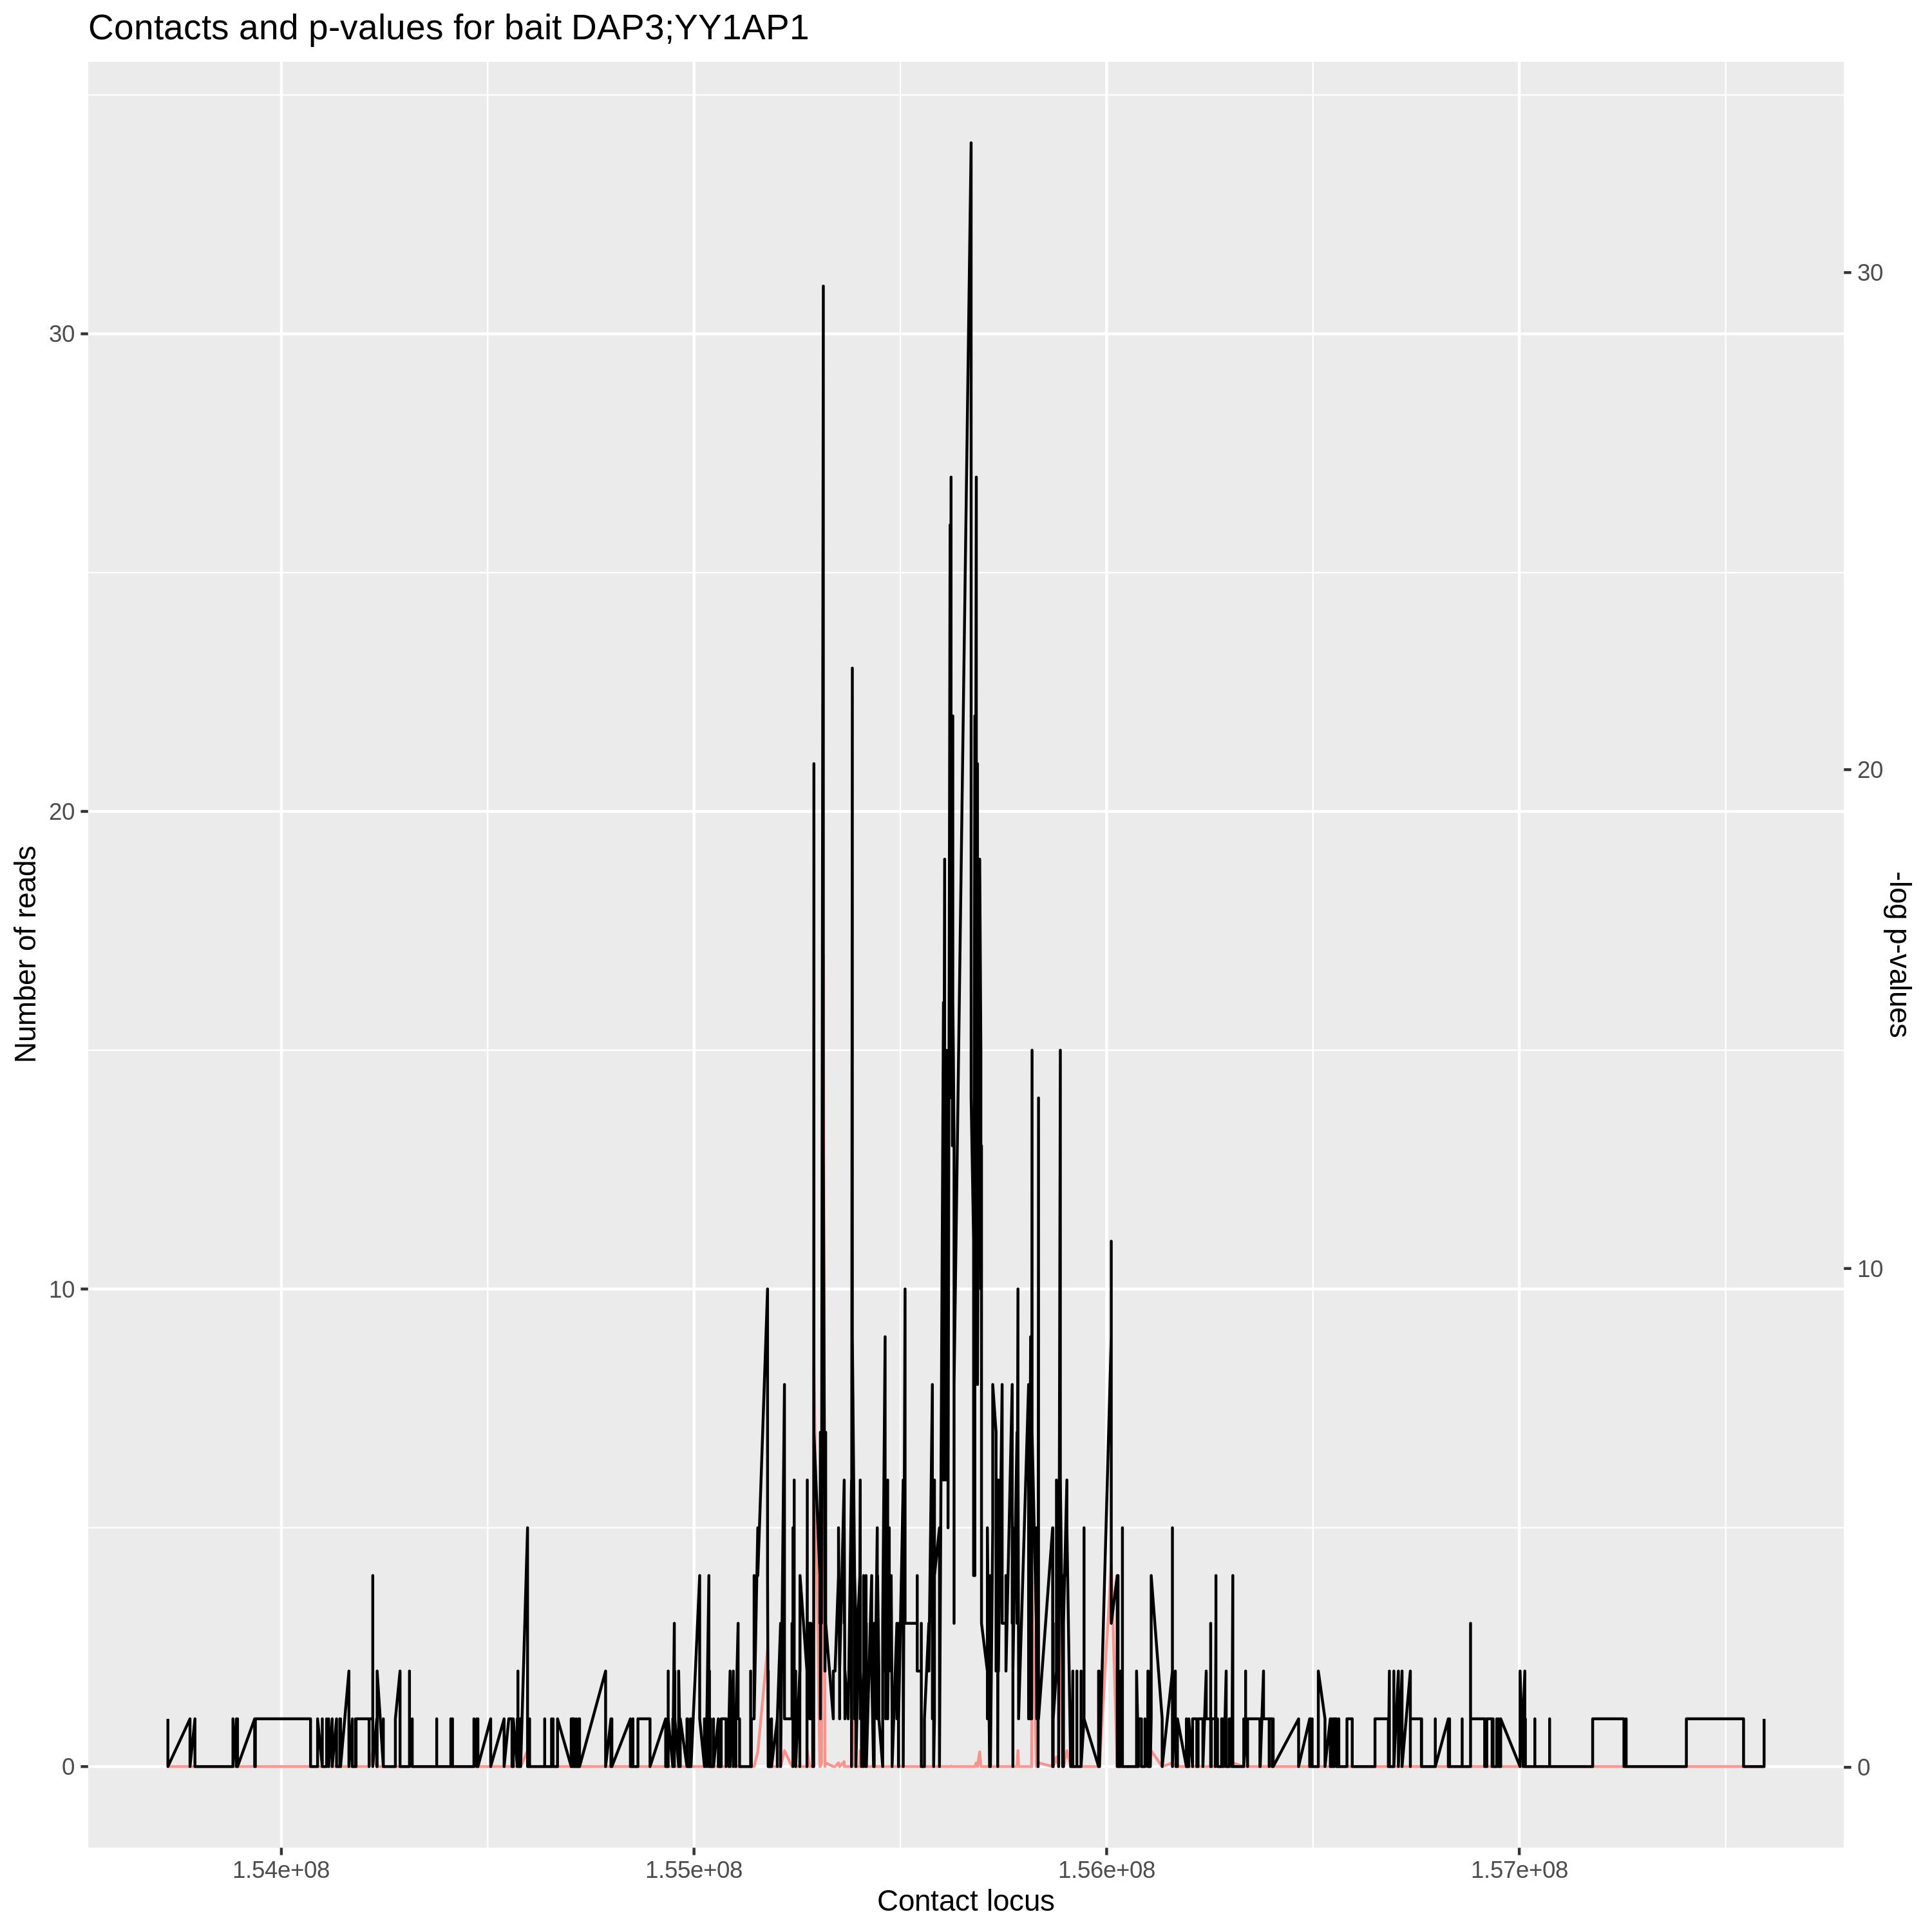 Contacts and p-values for bait DAP3;YY1AP1
30
20
10
0
Number of reads
30
20
10
0
-log p-values
1.54e+08 1.55e+08 1.56e+08 1.57e+08
Contact locus